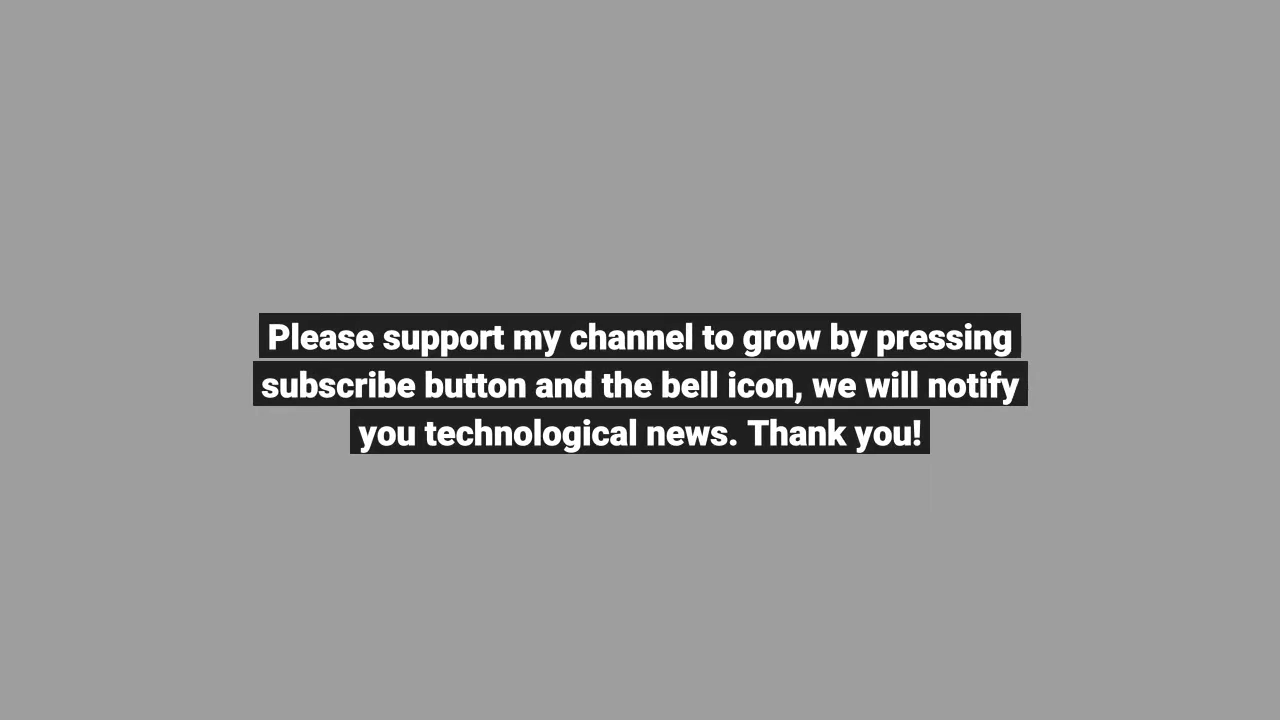 Please support my channel to grow by pressing
subscribe button and the bell icon, we will notify
you technological news. Thank you!